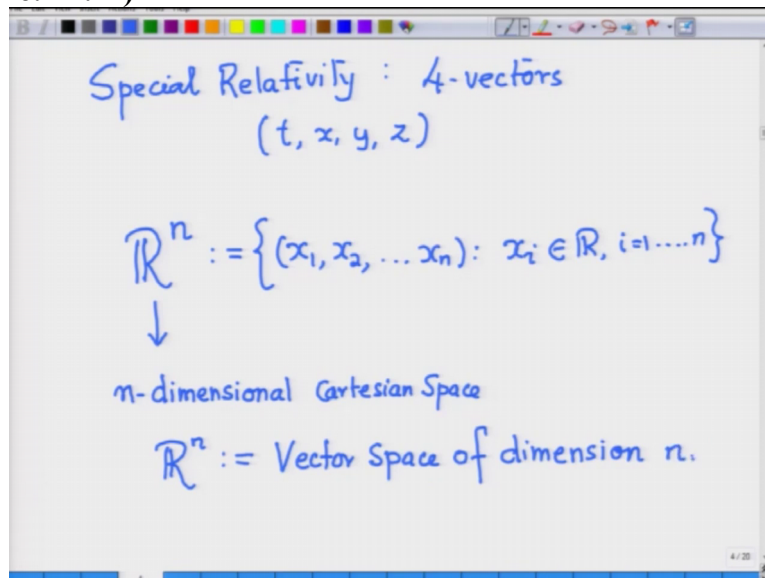 Special Relativity : 4-vectors
(t, x, y, z)
ℝⁿ := {(x₁, x₂, ... xₙ): xᵢ ∈ ℝ, i=1....n}
↓
n-dimensional Cartesian Space
ℝⁿ := Vector Space of dimension n.
4/20